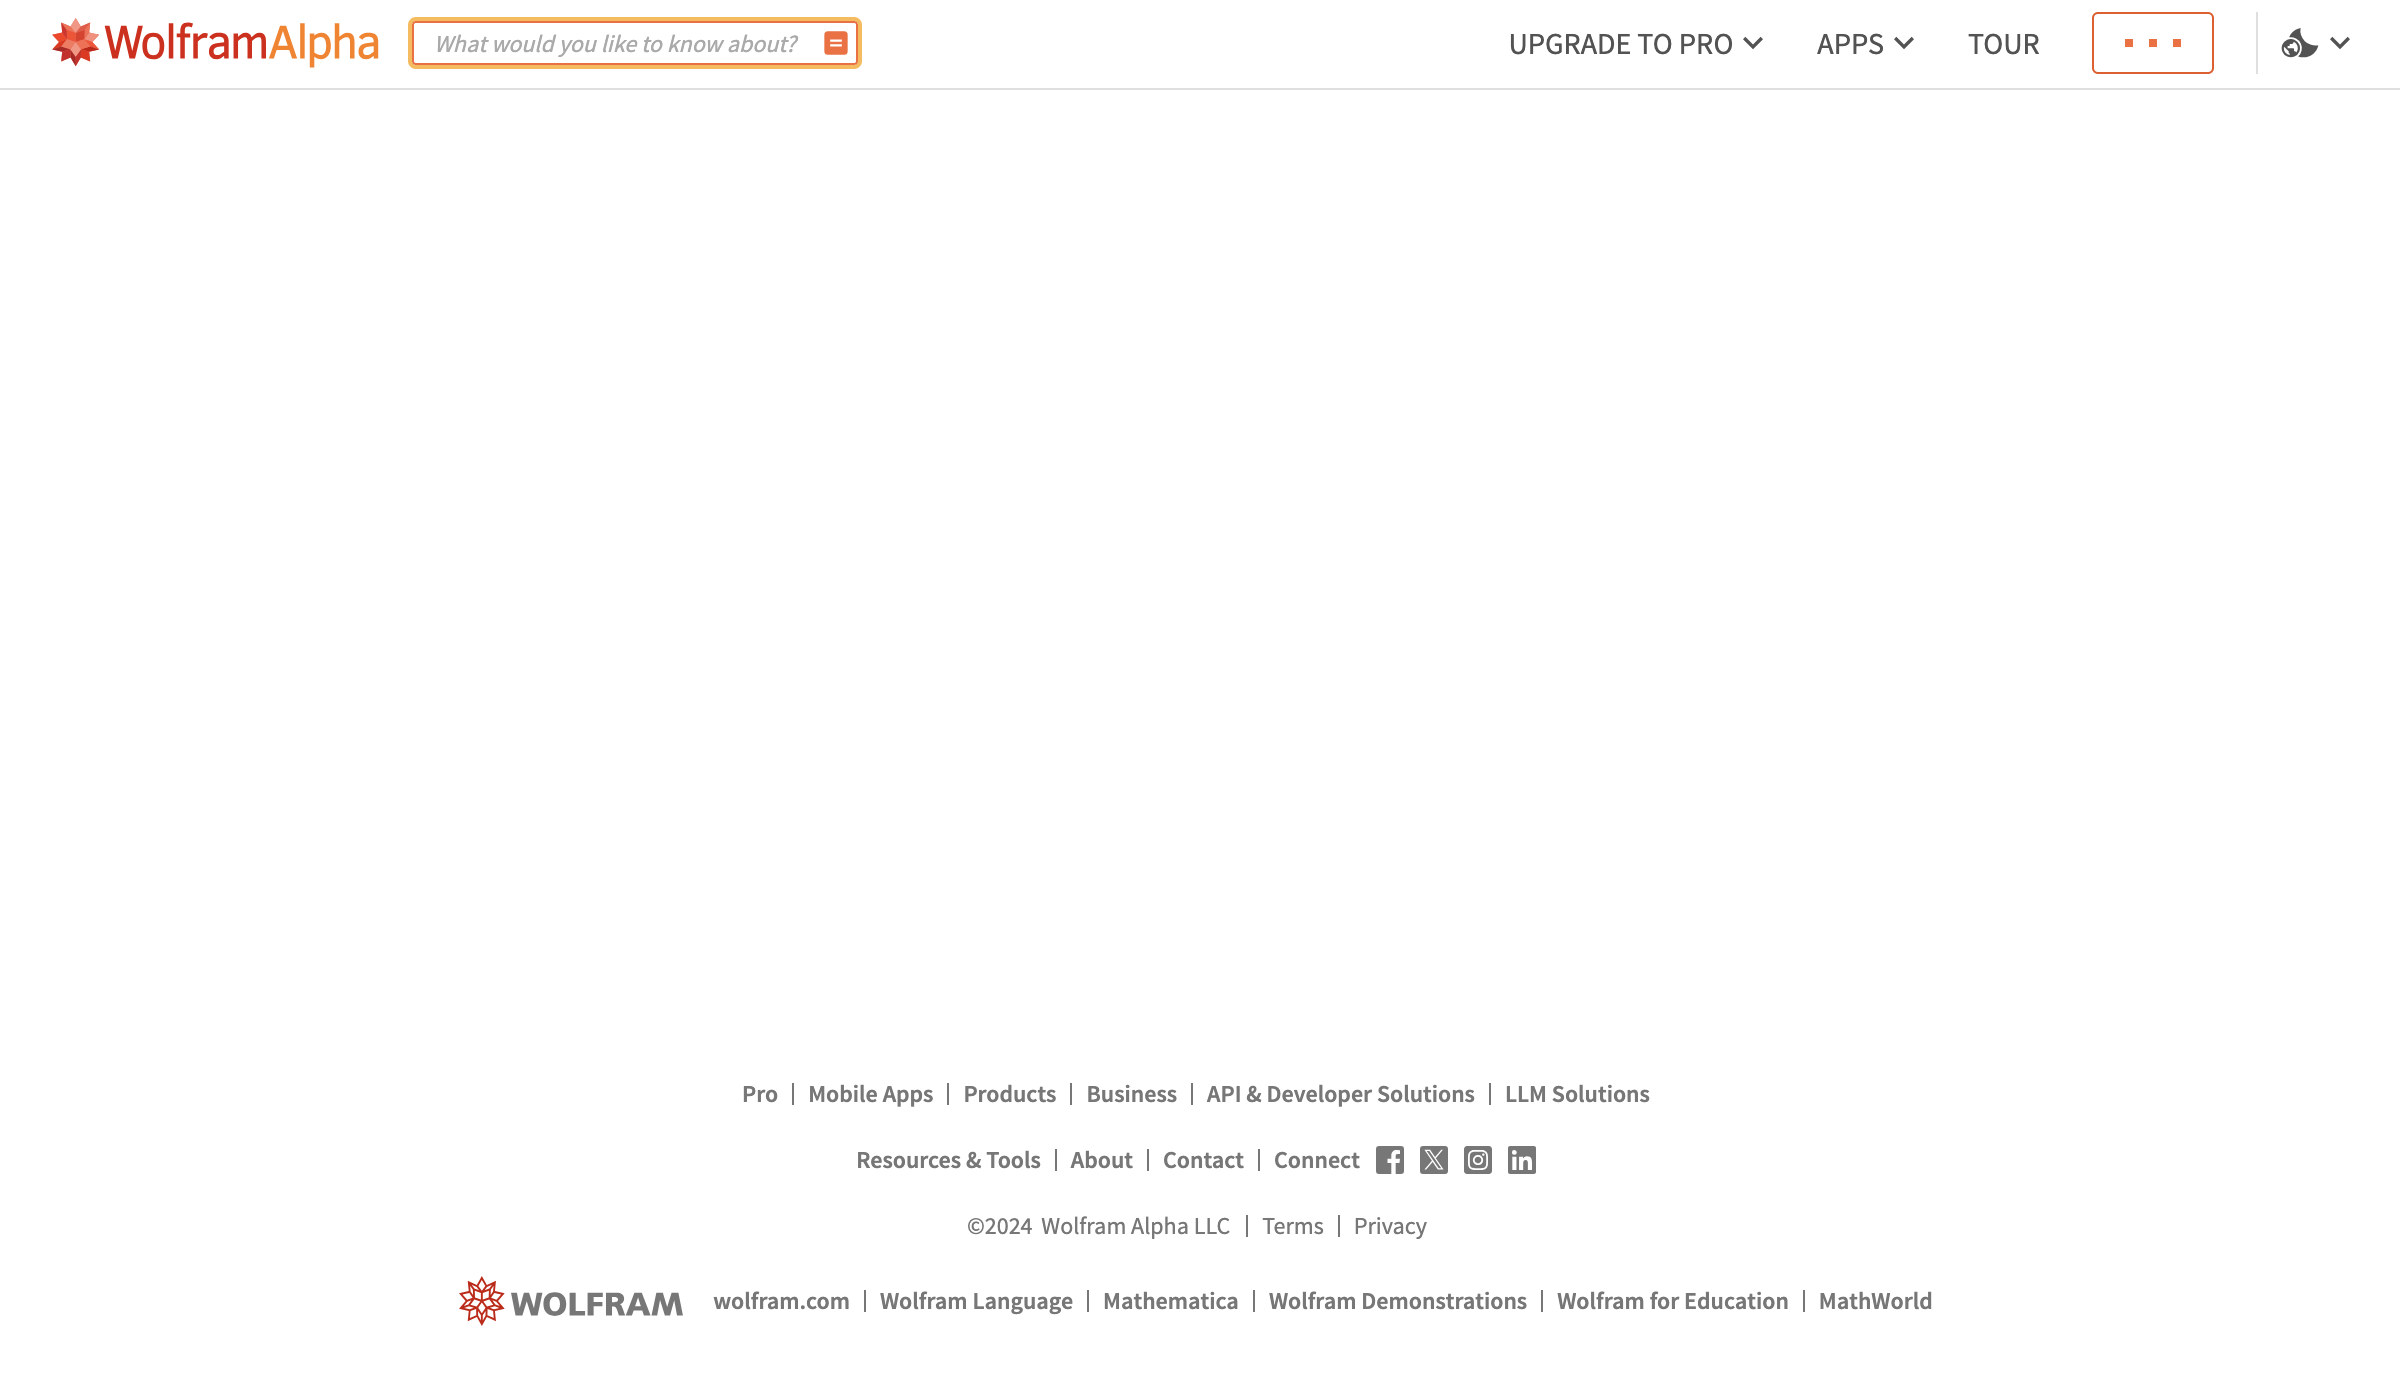 WolframAlpha What would you like to know about? UPGRADE TO PRO APPS TOUR
Pro | Mobile Apps | Products | Business | API & Developer Solutions | LLM Solutions
Resources & Tools | About | Contact | Connect
©2024 Wolfram Alpha LLC | Terms | Privacy
WOLFRAM wolfram.com | Wolfram Language | Mathematica | Wolfram Demonstrations | Wolfram for Education | MathWorld